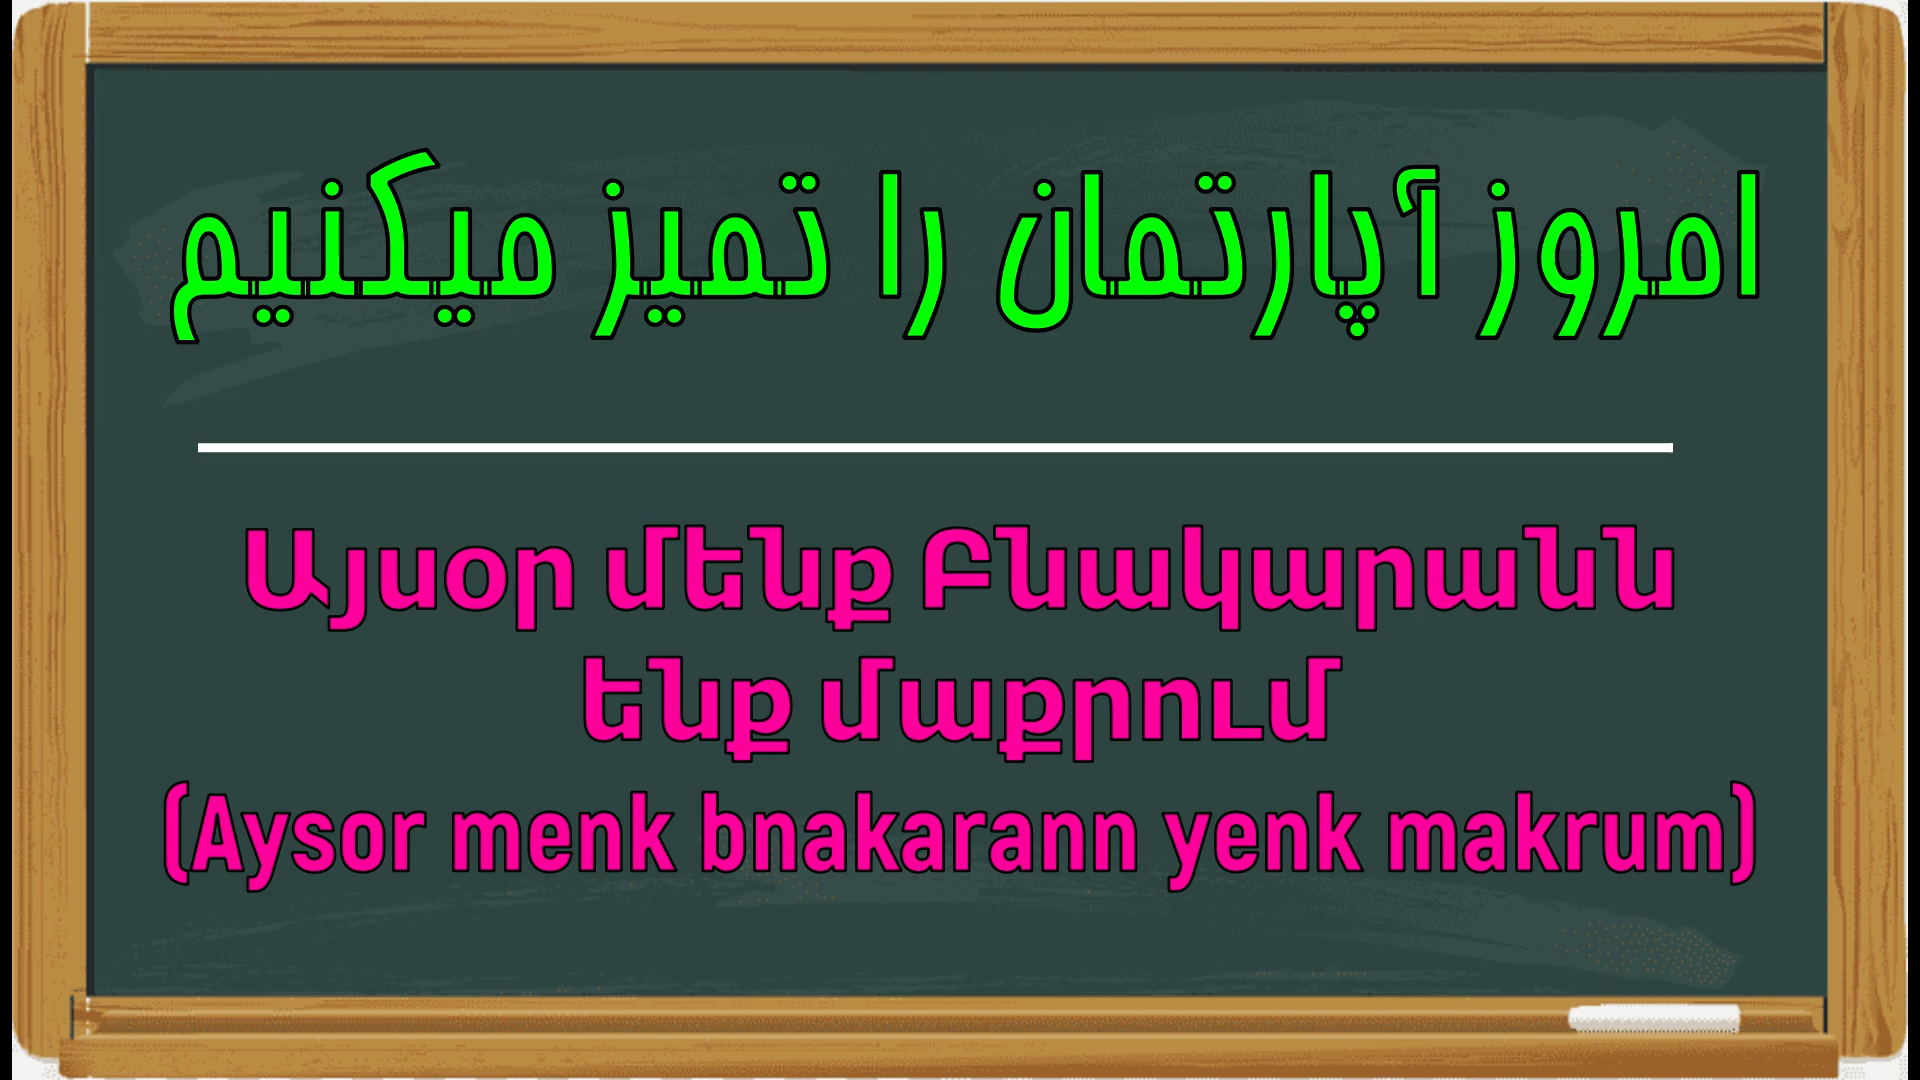 امروز آپارتمان را تمیز میکنیم
Այսօր մենք Բնակարանն
ենք մաքրում
(Aysor menk bnakarann yenk makrum)